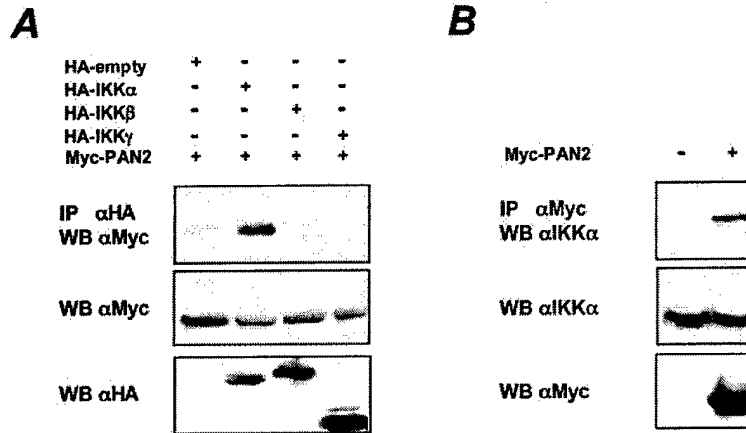 A
HA-empty + - - -
HA-IKKα - + - -
HA-IKKβ - - + -
HA-IKKγ - - - +
Myc-PAN2 + + + +
IP αHA
WB αMyc
WB αMyc
WB αHA
B
Myc-PAN2 - +
IP αMyc
WB αIKKα
WB αIKKα
WB αMyc